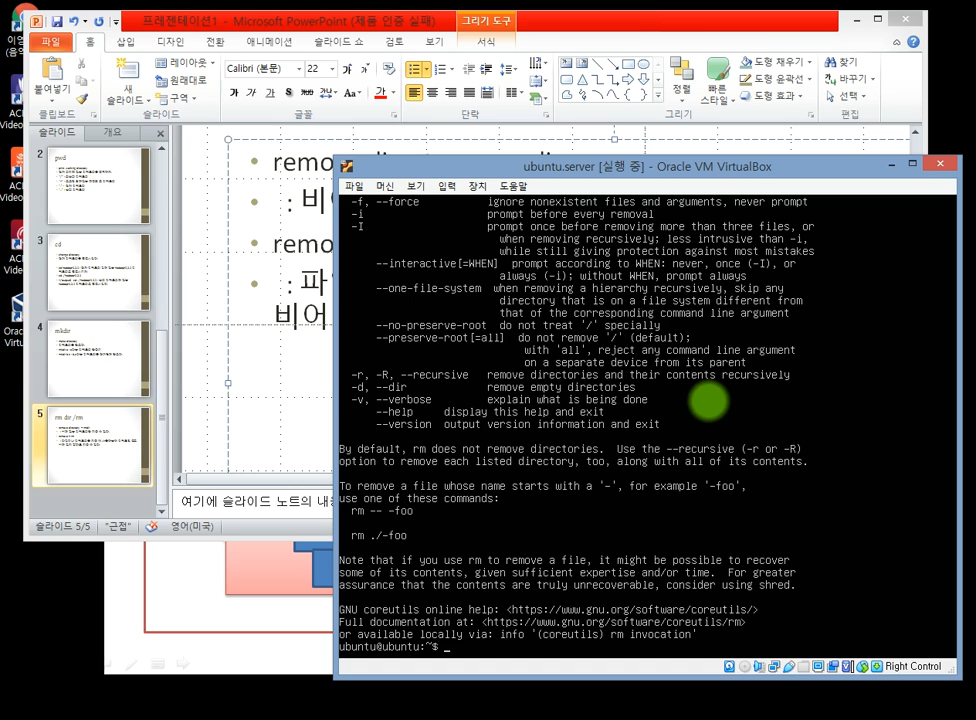 프레젠테이션1 - Microsoft PowerPoint (제품 인증 실패)
그리기 도구
파일
홈
삽입
디자인
전환
애니메이션
슬라이드 쇼
검토
보기
서식
붙여넣기
클립보드
새 슬라이드
레이아웃
원래대로
구역
슬라이드
Calibri (본문)
22
글꼴
단락
정렬
빠른 스타일
도형 채우기
도형 윤곽선
도형 효과
그리기
찾기
바꾸기
선택
편집
슬라이드
개요
2
pwd
3
cd
4
mkdir
5
rm dir /rm
: 비
: 파
비어
슬라이드 5/5
"근접"
영어(미국)
ubuntu.server [실행 중] - Oracle VM VirtualBox
파일 머신 보기 입력 장치 도움말
-f, --force ignore nonexistent files and arguments, never prompt
-i prompt before every removal
-I prompt once before removing more than three files, or
when removing recursively; less intrusive than -i,
while still giving protection against most mistakes
--interactive[=WHEN] prompt according to WHEN: never, once (-I), or
always (-i); without WHEN, prompt always
--one-file-system when removing a hierarchy recursively, skip any
directory that is on a file system different from
that of the corresponding command line argument
--no-preserve-root do not treat '/' specially
--preserve-root[=all] do not remove '/' (default);
with 'all', reject any command line argument
on a separate device from its parent
-r, -R, --recursive remove directories and their contents recursively
-d, --dir remove empty directories
-v, --verbose explain what is being done
--help display this help and exit
--version output version information and exit
By default, rm does not remove directories. Use the --recursive (-r or -R)
option to remove each listed directory, too, along with all of its contents.
To remove a file whose name starts with a '-', for example '-foo',
use one of these commands:
rm -- -foo
rm ./-foo
Note that if you use rm to remove a file, it might be possible to recover
some of its contents, given sufficient expertise and/or time. For greater
assurance that the contents are truly unrecoverable, consider using shred.
GNU coreutils online help: <https://www.gnu.org/software/coreutils/>
Full documentation at: <https://www.gnu.org/software/coreutils/rm>
or available locally via: info '(coreutils) rm invocation'
ubuntu@ubuntu:~$ _
Right Control